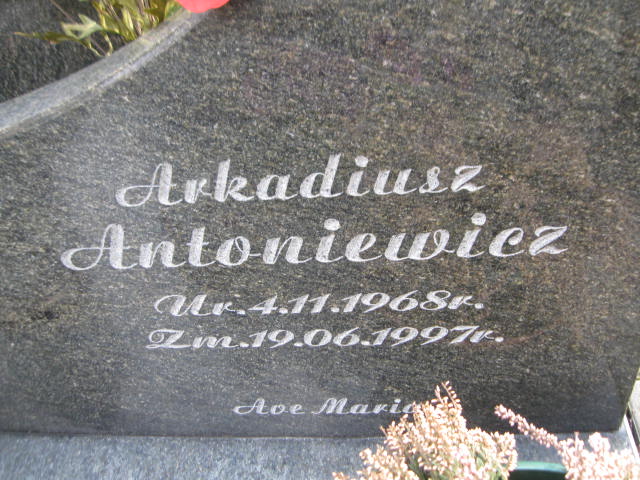 Arkadiusz
Antoniewicz
Ur.4.11.1968r.
Zm.19.06.1997r.
Ave Maria